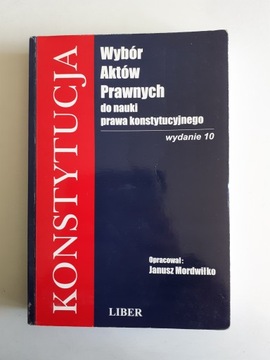 KONSTYTUCJA
Wybór
Aktów
Prawnych
do nauki
prawa konstytucyjnego
wydanie 10
Opracował:
Janusz Mordwiłko
LIBER